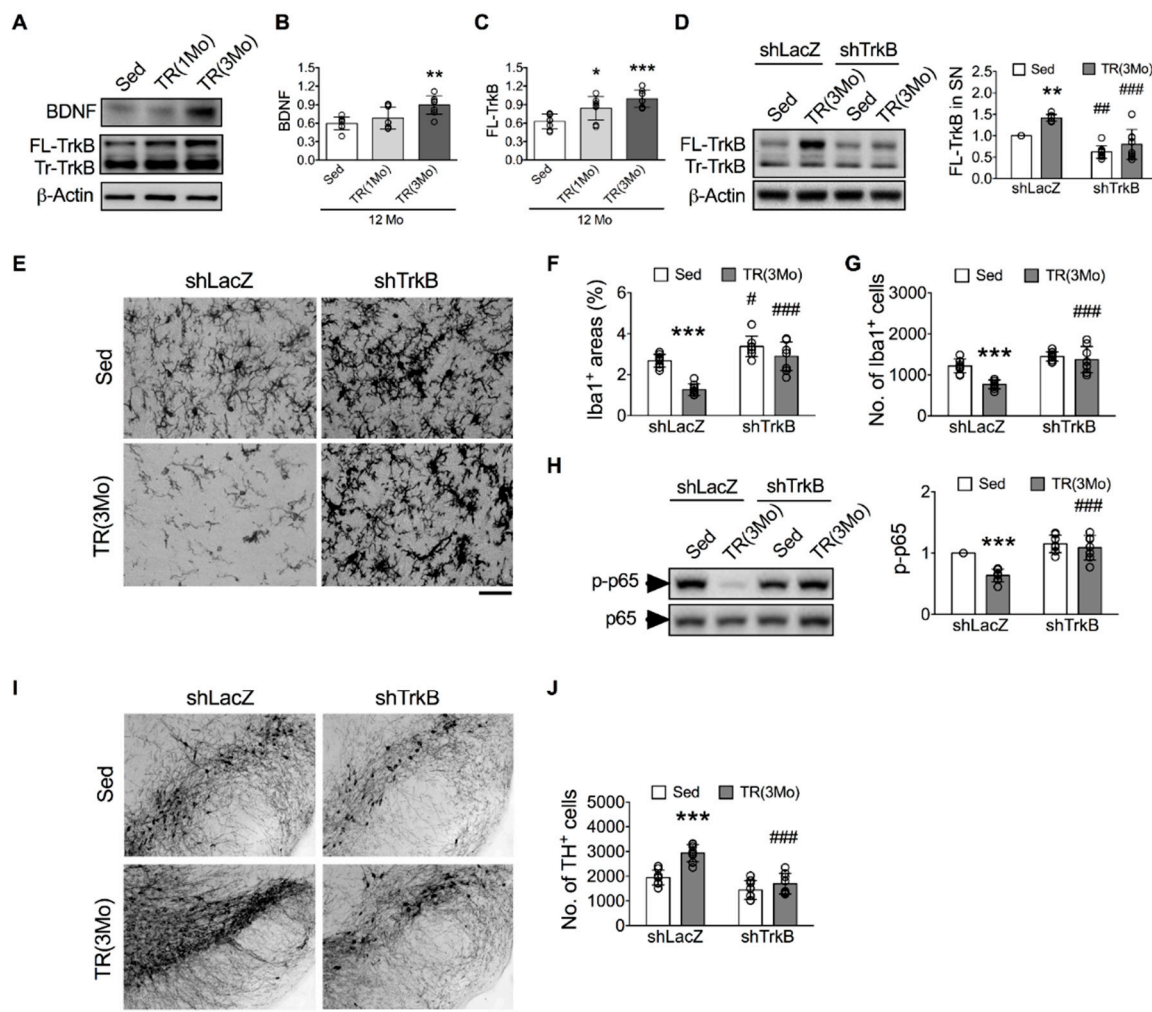 A
Sed
TR(1Mo)
TR(3Mo)
BDNF
FL-TrkB
Tr-TrkB
β-Actin
B
BDNF
1.5
1.2
0.9
0.6
0.3
0.0
**
Sed
TR(1Mo)
TR(3Mo)
12 Mo
C
FL-TrkB
1.5
1.2
0.9
0.6
0.3
0.0
*
***
Sed
TR(1Mo)
TR(3Mo)
12 Mo
D
shLacZ shTrkB
Sed
TR(3Mo)
Sed
TR(3Mo)
FL-TrkB
Tr-TrkB
β-Actin
FL-TrkB in SN
Sed TR(3Mo)
2.5
2.0
1.5
1.0
0.5
0.0
**
##
###
shLacZ shTrkB
E
shLacZ shTrkB
Sed
TR(3Mo)
F
Sed TR(3Mo)
Iba1+ areas (%)
6
4
2
0
***
#
###
shLacZ shTrkB
G
Sed TR(3Mo)
No. of Iba1+ cells
3000
2000
1000
0
***
###
shLacZ shTrkB
H
shLacZ shTrkB
Sed
TR(3Mo)
Sed
TR(3Mo)
p-p65
p65
Sed TR(3Mo)
p-p65
2
1
0
***
###
shLacZ shTrkB
I
shLacZ shTrkB
Sed
TR(3Mo)
J
Sed TR(3Mo)
No. of TH+ cells
5000
4000
3000
2000
1000
0
***
###
shLacZ shTrkB